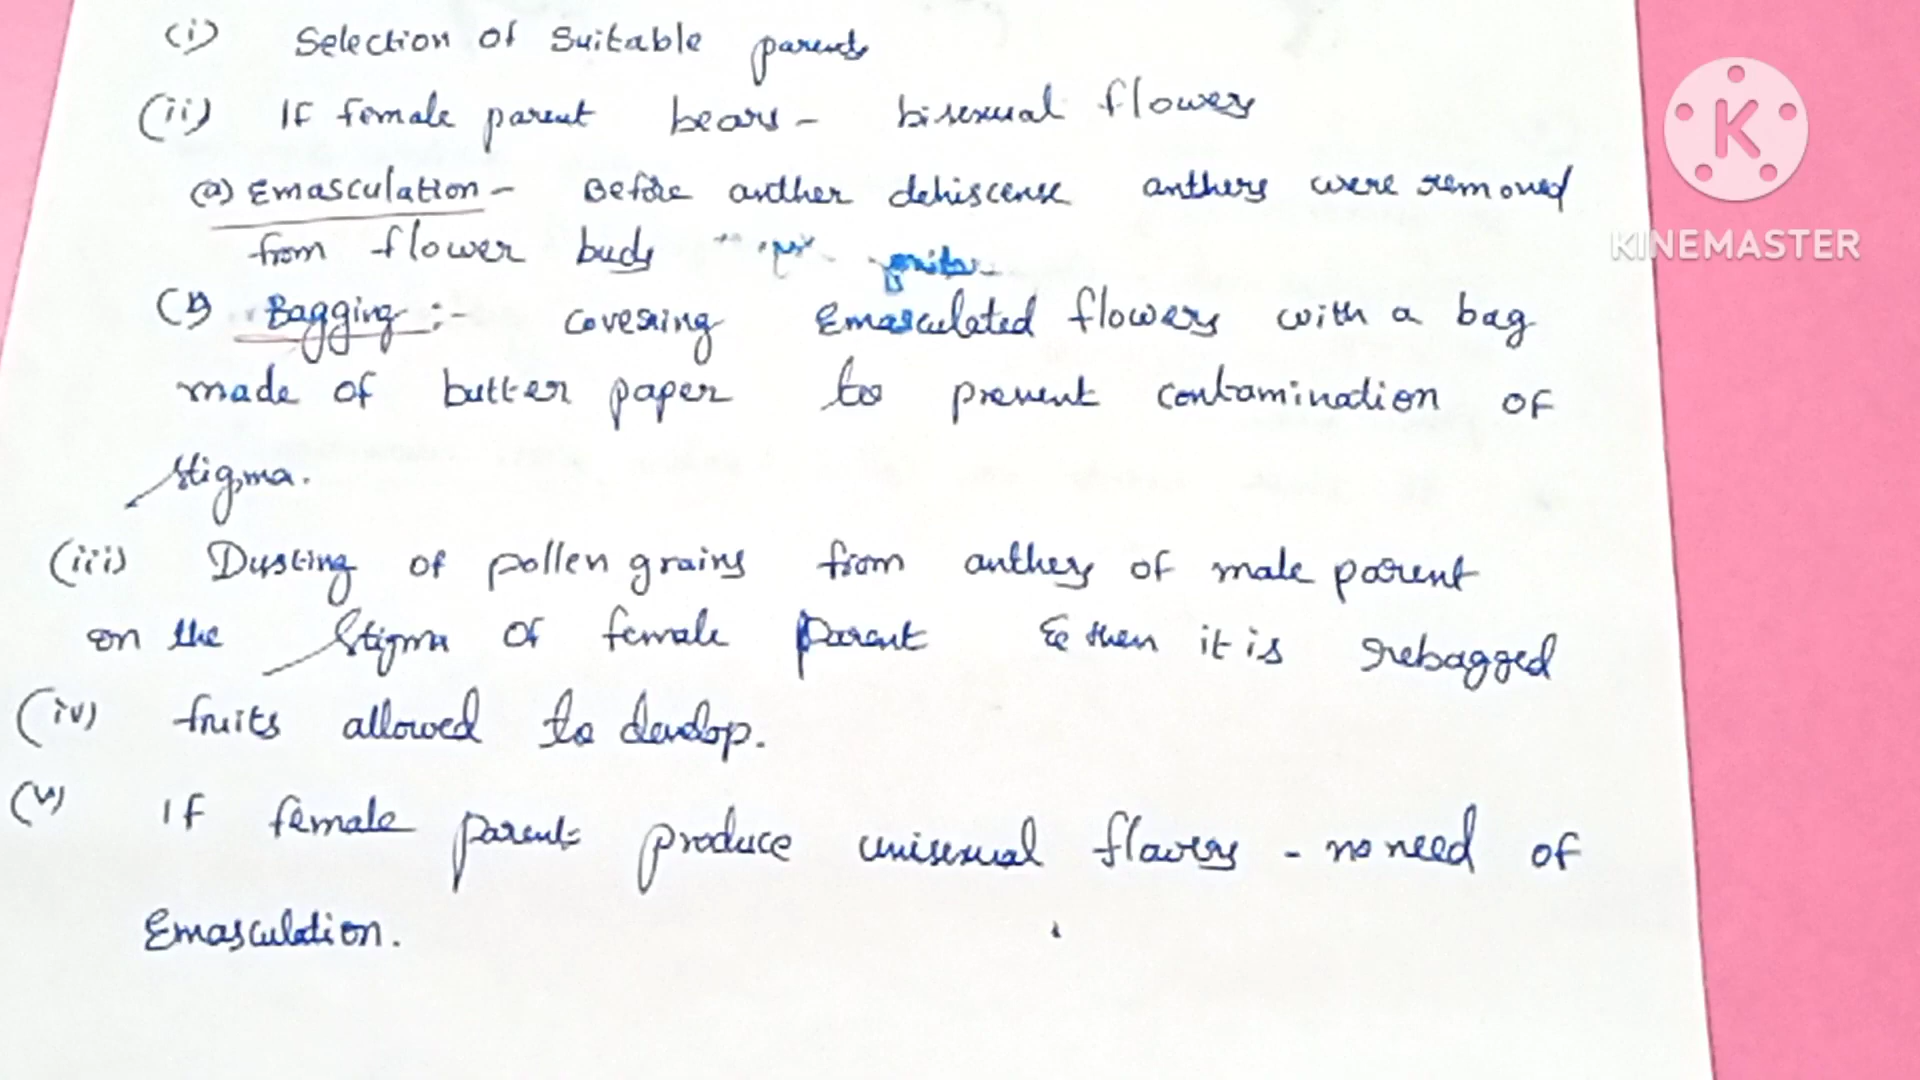 (i) Selection of Suitable parents
(ii) If female parent bears - bisexual flowers
(a) Emasculation - Before anther dehiscense anthers were removed
from flower buds
(b) Bagging :- covering Emasculated flowers with a bag
made of butter paper to prevent contamination of
stigma.
(iii) Dusting of pollen grains from anthers of male parent
on the Stigma of female Parent & then it is rebagged
(iv) fruits allowed to develop.
(v) If female parents produce unisexual flowers - no need of
Emasculation.
K
KINEMASTER